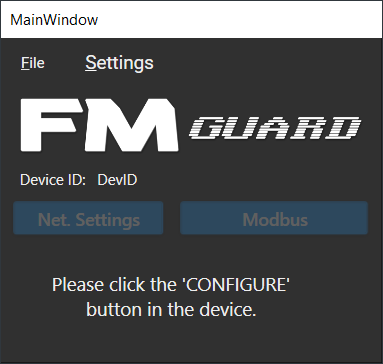 MainWindow
File Settings
FM GUARD
Device ID: DevID
Net. Settings Modbus
Please click the 'CONFIGURE'
button in the device.